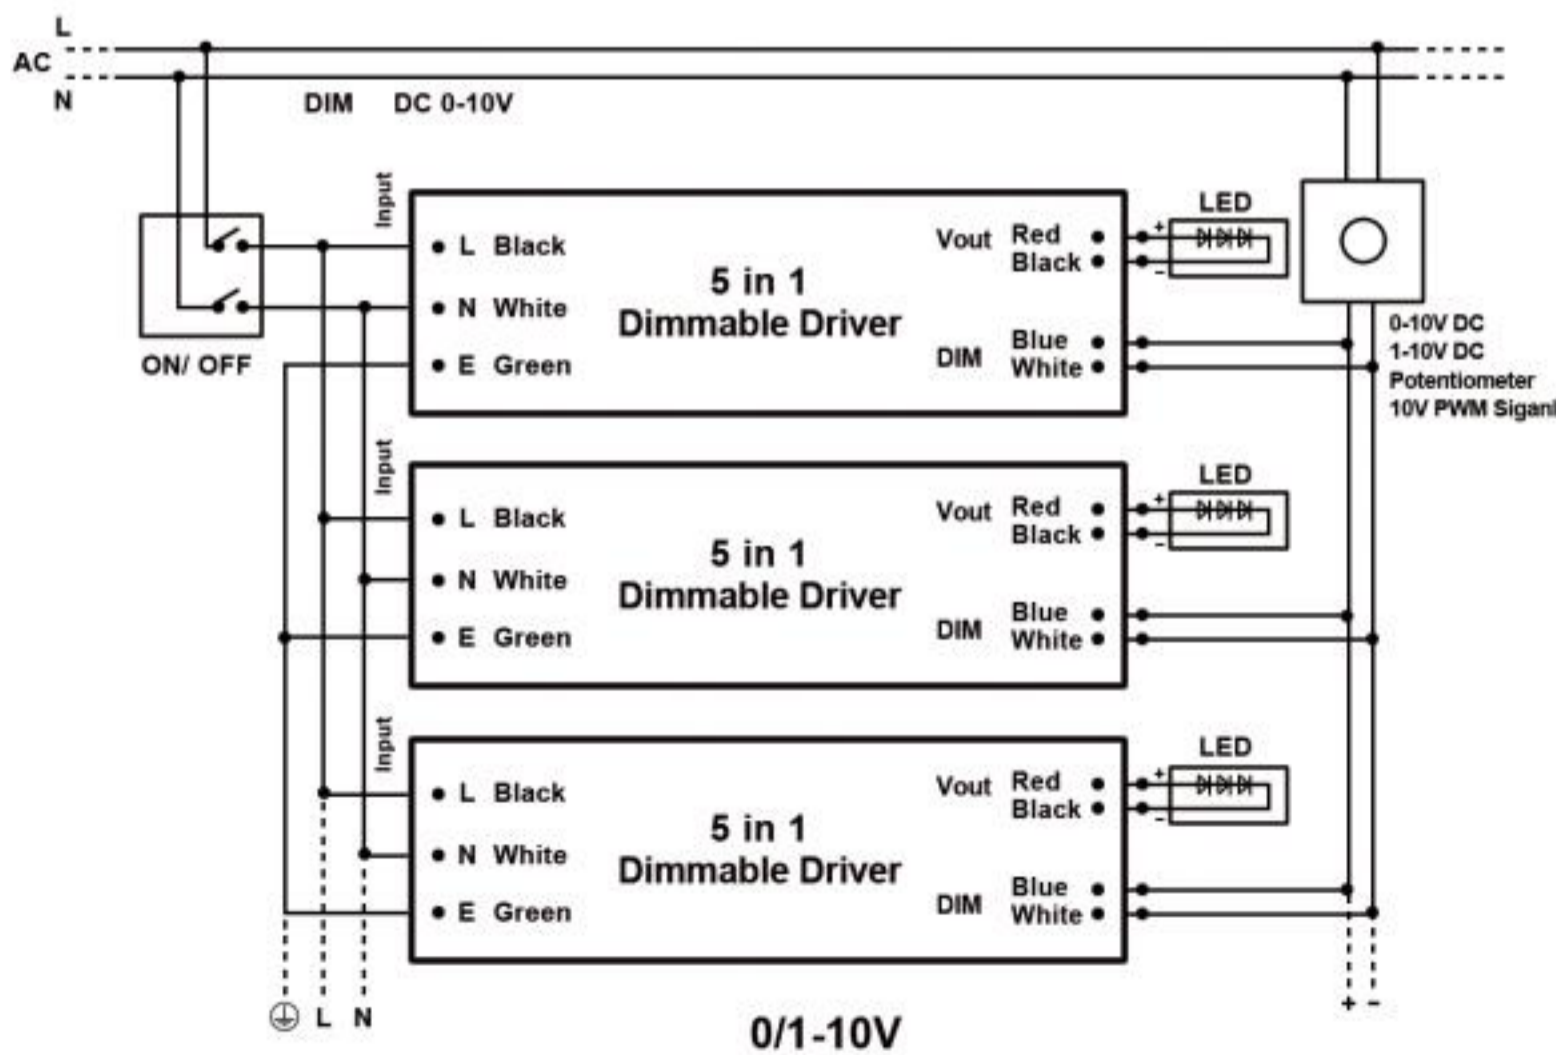 L
AC
N
DIM DC 0-10V
Input
L Black
N White
E Green
5 in 1
Dimmable Driver
Vout Red
Black
DIM Blue
White
LED
+
−
ON/ OFF
0-10V DC
1-10V DC
Potentiometer
10V PWM Siganl
Input
L Black
N White
E Green
5 in 1
Dimmable Driver
Vout Red
Black
DIM Blue
White
LED
+
−
Input
L Black
N White
E Green
5 in 1
Dimmable Driver
Vout Red
Black
DIM Blue
White
LED
+
−
L N
+ −
0/1-10V